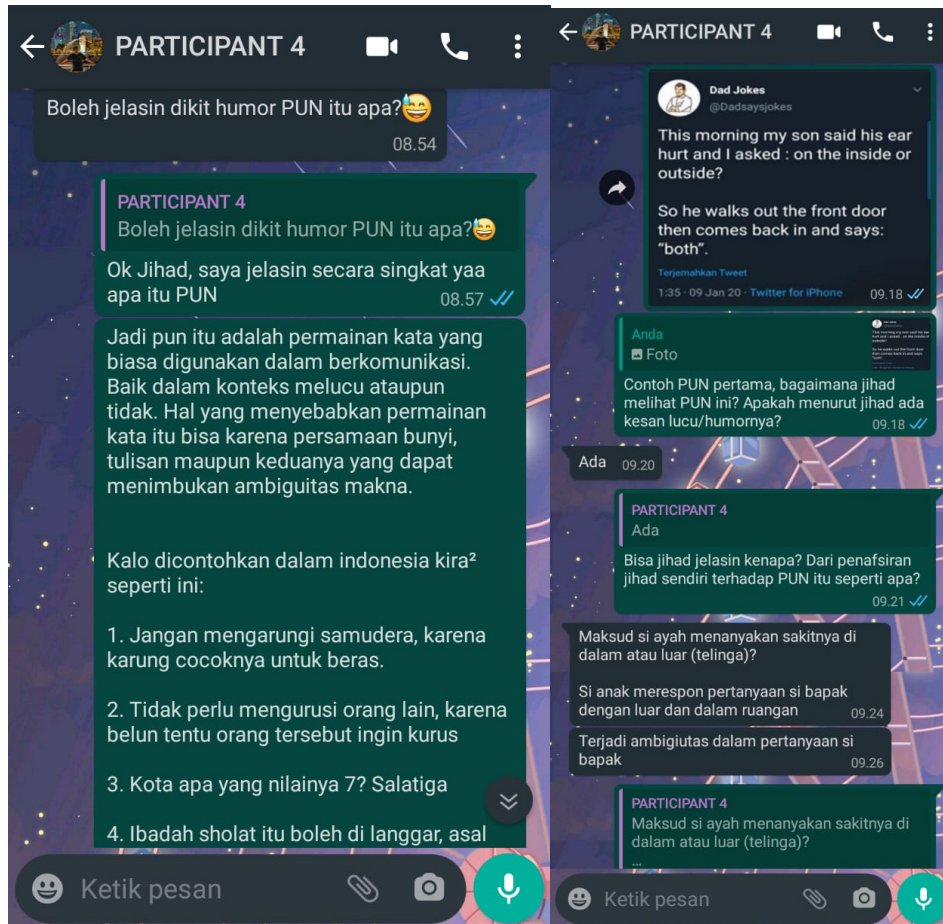 PARTICIPANT 4
Boleh jelasin dikit humor PUN itu apa?😅
08.54
PARTICIPANT 4
Boleh jelasin dikit humor PUN itu apa?😅
Ok Jihad, saya jelasin secara singkat yaa
apa itu PUN
08.57
Jadi pun itu adalah permainan kata yang
biasa digunakan dalam berkomunikasi.
Baik dalam konteks melucu ataupun
tidak. Hal yang menyebabkan permainan
kata itu bisa karena persamaan bunyi,
tulisan maupun keduanya yang dapat
menimbukan ambiguitas makna.
Kalo dicontohkan dalam indonesia kira²
seperti ini:
1. Jangan mengarungi samudera, karena
karung cocoknya untuk beras.
2. Tidak perlu mengurusi orang lain, karena
belun tentu orang tersebut ingin kurus
3. Kota apa yang nilainya 7? Salatiga
4. Ibadah sholat itu boleh di langgar, asal
Ketik pesan
PARTICIPANT 4
Dad Jokes
@Dadsaysjokes
This morning my son said his ear
hurt and I asked : on the inside or
outside?
So he walks out the front door
then comes back in and says:
"both".
Terjemahkan Tweet
1:35 · 09 Jan 20 · Twitter for iPhone
09.18
Anda
Foto
Contoh PUN pertama, bagaimana jihad
melihat PUN ini? Apakah menurut jihad ada
kesan lucu/humornya?
09.18
Ada 09.20
PARTICIPANT 4
Ada
Bisa jihad jelasin kenapa? Dari penafsiran
jihad sendiri terhadap PUN itu seperti apa?
09.21
Maksud si ayah menanyakan sakitnya di
dalam atau luar (telinga)?
Si anak merespon pertanyaan si bapak
dengan luar dan dalam ruangan
09.24
Terjadi ambigiutas dalam pertanyaan si
bapak
09.26
PARTICIPANT 4
Maksud si ayah menanyakan sakitnya di
dalam atau luar (telinga)?
...
Ketik pesan